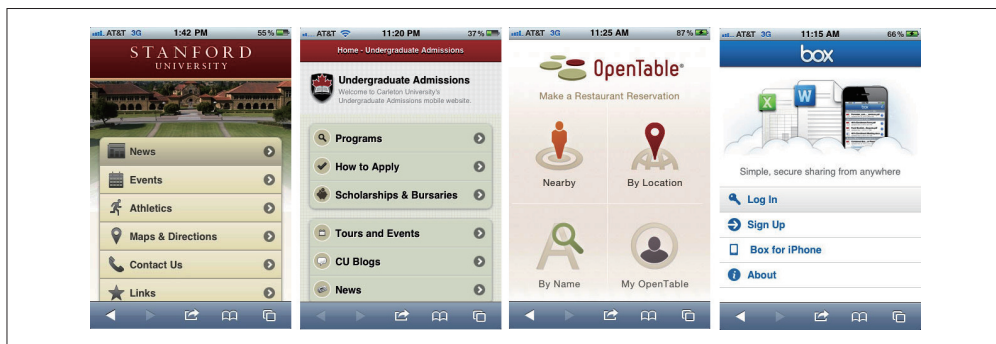 AT&T 3G 1:42 PM 55 %
STANFORD
UNIVERSITY
News
Events
Athletics
Maps & Directions
Contact Us
Links
AT&T 11:20 PM 37 %
Home - Undergraduate Admissions
Undergraduate Admissions
Welcome to Carleton University's
Undergraduate Admissions mobile website.
Programs
How to Apply
Scholarships & Bursaries
Tours and Events
CU Blogs
News
AT&T 3G 11:25 AM 87 %
OpenTable®
Make a Restaurant Reservation
Nearby By Location
By Name My OpenTable
AT&T 3G 11:15 AM 66 %
box
X W
Simple, secure sharing from anywhere
Log In
Sign Up
Box for iPhone
About